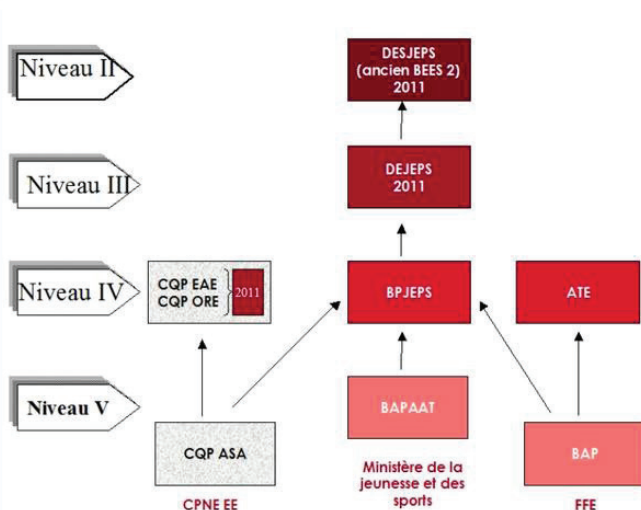 Niveau II
DESJEPS
(ancien BEES 2)
2011
Niveau III
DEJEPS
2011
Niveau IV
CQP EAE
CQP ORE
2011
BPJEPS
ATE
Niveau V
BAPAAT
CQP ASA
BAP
CPNE EE
Ministère de la
jeunesse et des
sports
FFE